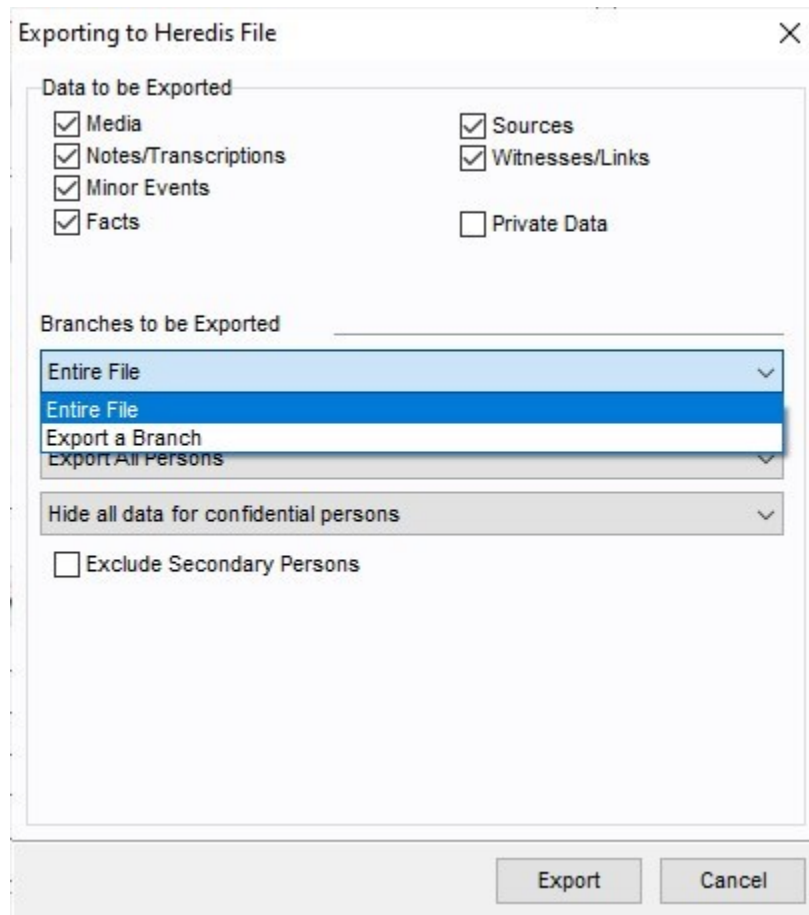 Exporting to Heredis File
Data to be Exported
Media
Sources
Notes/Transcriptions
Witnesses/Links
Minor Events
Facts
Private Data
Branches to be Exported
Entire File
Entire File
Export a Branch
Export All Persons
Hide all data for confidential persons
Exclude Secondary Persons
Export
Cancel